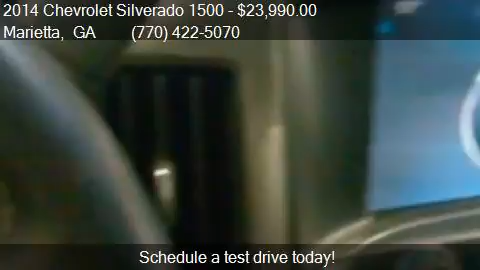 2014 Chevrolet Silverado 1500 - $23,990.00
Marietta,  GA (770) 422-5070
Schedule a test drive today!